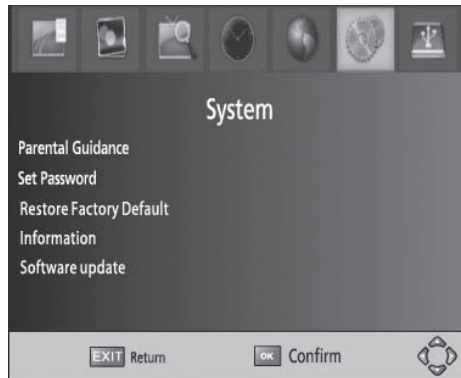 System
Parental Guidance
Set Password
Restore Factory Default
Information
Software update
EXIT Return OK Confirm